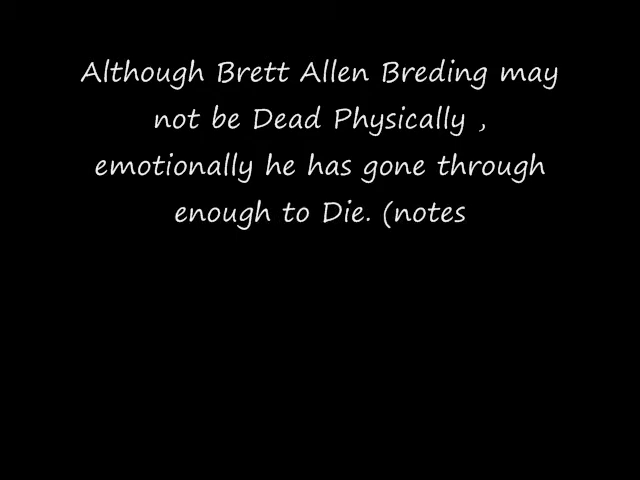 Although Brett Allen Breding may
not be Dead Physically ,
emotionally he has gone through
enough to Die. (notes